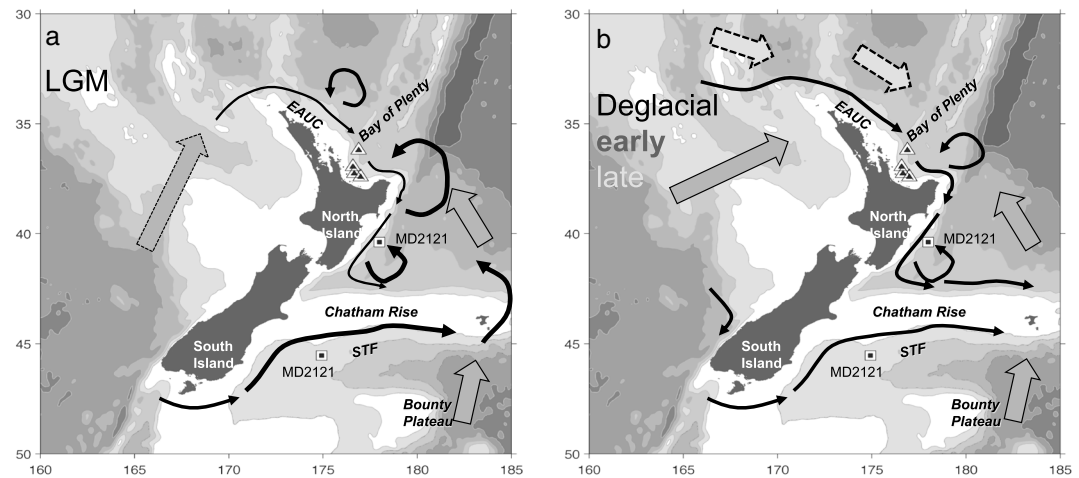 a
LGM
EAUC
Bay of Plenty
North
Island
MD2121
Chatham Rise
South
Island
STF
MD2121
Bounty
Plateau
30
35
40
45
50
160
165
170
175
180
185
b
Deglacial
early
late
EAUC
Bay of Plenty
North
Island
MD2121
Chatham Rise
South
Island
STF
MD2121
Bounty
Plateau
30
35
40
45
50
160
165
170
175
180
185